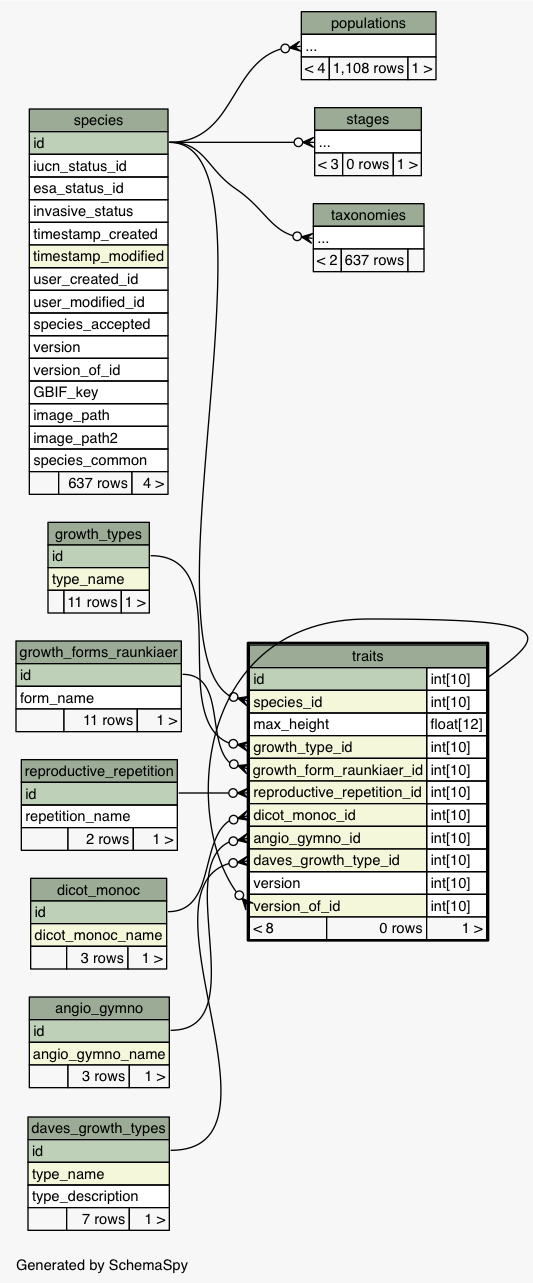 populations
...
< 4 1,108 rows 1 >
stages
...
< 3 0 rows 1 >
taxonomies
...
< 2 637 rows
species
id
iucn_status_id
esa_status_id
invasive_status
timestamp_created
timestamp_modified
user_created_id
user_modified_id
species_accepted
version
version_of_id
GBIF_key
image_path
image_path2
species_common
637 rows 4 >
growth_types
id
type_name
11 rows 1 >
growth_forms_raunkiaer
id
form_name
11 rows 1 >
reproductive_repetition
id
repetition_name
2 rows 1 >
dicot_monoc
id
dicot_monoc_name
3 rows 1 >
angio_gymno
id
angio_gymno_name
3 rows 1 >
daves_growth_types
id
type_name
type_description
7 rows 1 >
traits
id int[10]
species_id int[10]
max_height float[12]
growth_type_id int[10]
growth_form_raunkiaer_id int[10]
reproductive_repetition_id int[10]
dicot_monoc_id int[10]
angio_gymno_id int[10]
daves_growth_type_id int[10]
version int[10]
version_of_id int[10]
< 8 0 rows 1 >
Generated by SchemaSpy